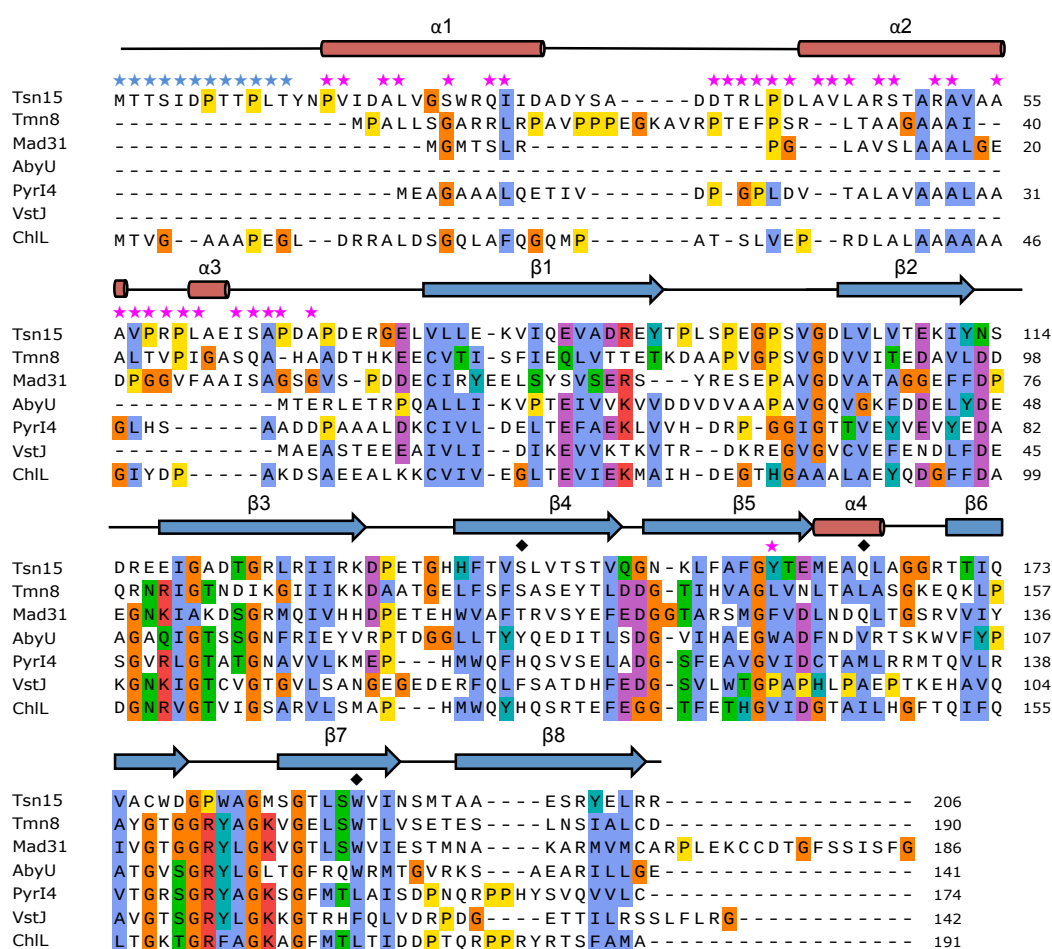 α1 α2
Tsn15 MTTSIDPTTPLTYNPVIDALVGSWRQIIDADYSA-----DDTRLPDLAVLARSTARAVAA 55
Tmn8 ----------------MPALLSGARRLRPAVPPPEGKAVRPTEFPSR--LTAAGAAAI-- 40
Mad31 ---------------------MGMTSLR----------------PG---LAVSLAAALGE 20
AbyU ------------------------------------------------------------
PyrI4 -------------------MEAGAAALQETIV-------DP-GPLDV--TALAVAAALAA 31
VstJ ------------------------------------------------------------
ChlL MTVG--AAAPEGL--DRRALDSGQLAFQGQMP-------AT-SLVEP--RDLALAAAAAA 46
α3 β1 β2
Tsn15 AVPRPLAEISAPDAPDERGELVLLE-KVIQEVADREYTPLSPEGPSVGDLVLVTEKIYNS 114
Tmn8 ALTVPIGASQA-HAADTHKEECVTI-SFIEQLVTTETKDAAPVGPSVGDVVITEDAVLDD 98
Mad31 DPGGVFAAISAGSGVS-PDDECIRYEELSYSVSERS---YRESEPAVGDVATAGGEFFDP 76
AbyU -----------MTERLETRPQALLI-KVPTEIVVKVVDDVDVAAPAVGQVGKFDDELYDE 48
PyrI4 GLHS------AADDPAAALDKCIVL-DELTEFAEKLVVH-DRP-GGIGTTVEYVEVYEDA 82
VstJ -----------MAEASTEEEAIVLI-DIKEVVKTKVTR---DKREGVGVCVEFENDLFDE 45
ChlL GIYDP-----AKDSAEEALKKCVIV-EGLTEVIEKMAIH-DEGTHGAAALAEYQDGFFDA 99
β3 β4 β5 α4 β6
Tsn15 DREEIGADTGRLRIIRKDPETGHHFTVSLVTSTVQGN-KLFAFGYTEMEAQLAGGRTTIQ 173
Tmn8 QRNRIGTNDIKGIIIKKDAATGELFSFSASEYTLDDG-TIHVAGLVNLTALASGKEQKLP 157
Mad31 EGNKIAKDSGRMQIVHHDPETEHWVAFTRVSYEFEDGGTARSMGFVDLNDQLTGSRVVIY 136
AbyU AGAQIGTSSGNFRIEYVRPTDGGLLTYYQEDITLSDG-VIHAEGWADFNDVRTSKWVFYP 107
PyrI4 SGVRLGTATGNAVVLKMEP---HMWQFHQSVSELADG-SFEAVGVIDCTAMLRRMTQVLR 138
VstJ KGNKIGTCVGTGVLSANGEGEDERFQLFSATDHFEDG-SVLWTGPAPHLPAEPTKEHAVQ 104
ChlL DGNRVGTVIGSARVLSMAP---HMWQYHQSRTEFEGG-TFETHGVIDGTAILHGFTQIFQ 155
β7 β8
Tsn15 VACWDGPWAGMSGTLSWVINSMTAA----ESRYELRR----------------- 206
Tmn8 AYGTGGRYAGKVGELSWTLVSETES----LNSIALCD----------------- 190
Mad31 IVGTGGRYLGKVGTLSWVIESTMNA----KARMVMCARPLEKCCDTGFSSISFG 186
AbyU ATGVSGRYLGLTGFRQWRMTGVRKS----AEARILLGE---------------- 141
PyrI4 VTGRSGRYAGKSGFMTLAISDPNQRPPHYSVQVVLC------------------ 174
VstJ AVGTSGRYLGKKGTRHFQLVDRPDG----ETTILRSSLFLRG------------ 142
ChlL LTGKTGRFAGKAGFMTLTIDDPTQRPPRYRTSFAMA------------------ 191